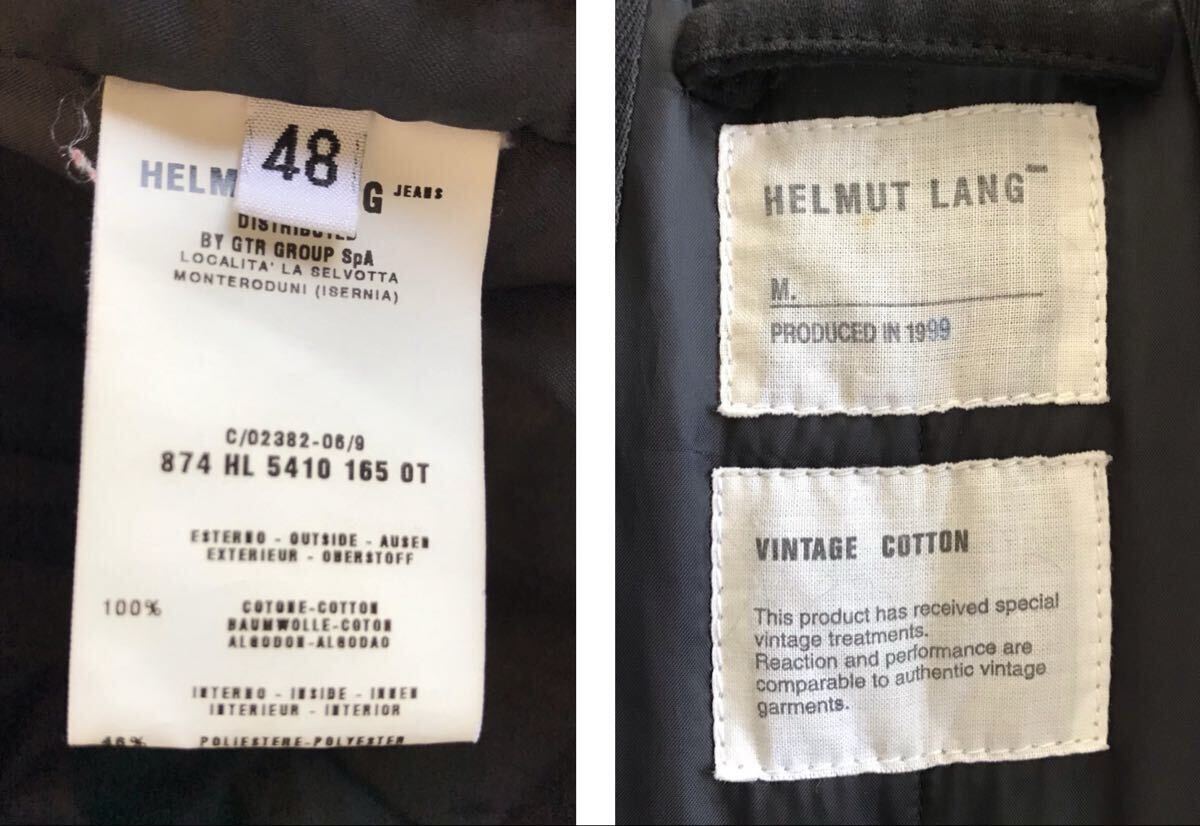 48
HELM G JEANS
DISTRIBUTED
BY GTR GROUP SpA
LOCALITA' LA SELVOTTA
MONTERODUNI (ISERNIA)
C/02382-06/9
874 HL 5410 165 0T
ESTERNO - OUTSIDE - AUSEN
EXTERIEUR - OBERSTOFF
100% COTONE-COTTON
BAUMWOLLE-COTON
ALGODON-ALGODAO
INTERNO - INSIDE - INNEN
INTERIEUR - INTERIOR
46% POLIESTERE-POLYESTER
HELMUT LANG
M.
PRODUCED IN 1999
VINTAGE COTTON
This product has received special
vintage treatments.
Reaction and performance are
comparable to authentic vintage
garments.